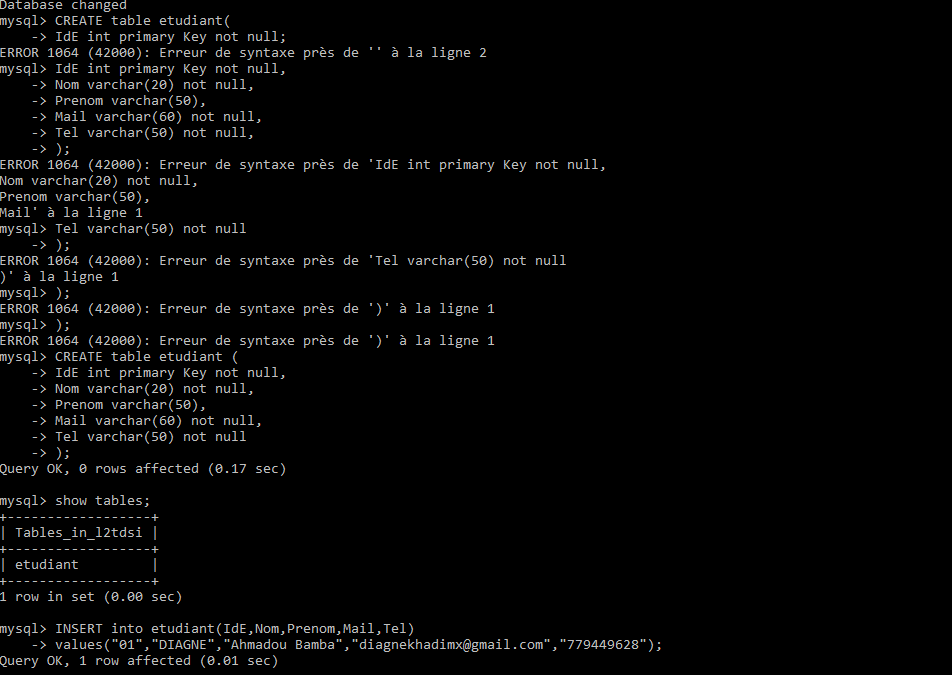 Database changed
mysql> CREATE table etudiant(
    -> IdE int primary Key not null;
ERROR 1064 (42000): Erreur de syntaxe près de '' à la ligne 2
mysql> IdE int primary Key not null,
    -> Nom varchar(20) not null,
    -> Prenom varchar(50),
    -> Mail varchar(60) not null,
    -> Tel varchar(50) not null,
    -> );
ERROR 1064 (42000): Erreur de syntaxe près de 'IdE int primary Key not null,
Nom varchar(20) not null,
Prenom varchar(50),
Mail' à la ligne 1
mysql> Tel varchar(50) not null
    -> );
ERROR 1064 (42000): Erreur de syntaxe près de 'Tel varchar(50) not null
)' à la ligne 1
mysql> );
ERROR 1064 (42000): Erreur de syntaxe près de ')' à la ligne 1
mysql> );
ERROR 1064 (42000): Erreur de syntaxe près de ')' à la ligne 1
mysql> CREATE table etudiant (
    -> IdE int primary Key not null,
    -> Nom varchar(20) not null,
    -> Prenom varchar(50),
    -> Mail varchar(60) not null,
    -> Tel varchar(50) not null
    -> );
Query OK, 0 rows affected (0.17 sec)
mysql> show tables;
+------------------+
| Tables_in_l2tdsi |
+------------------+
| etudiant         |
+------------------+
1 row in set (0.00 sec)
mysql> INSERT into etudiant(IdE,Nom,Prenom,Mail,Tel)
    -> values("01","DIAGNE","Ahmadou Bamba","diagnekhadimx@gmail.com","779449628");
Query OK, 1 row affected (0.01 sec)